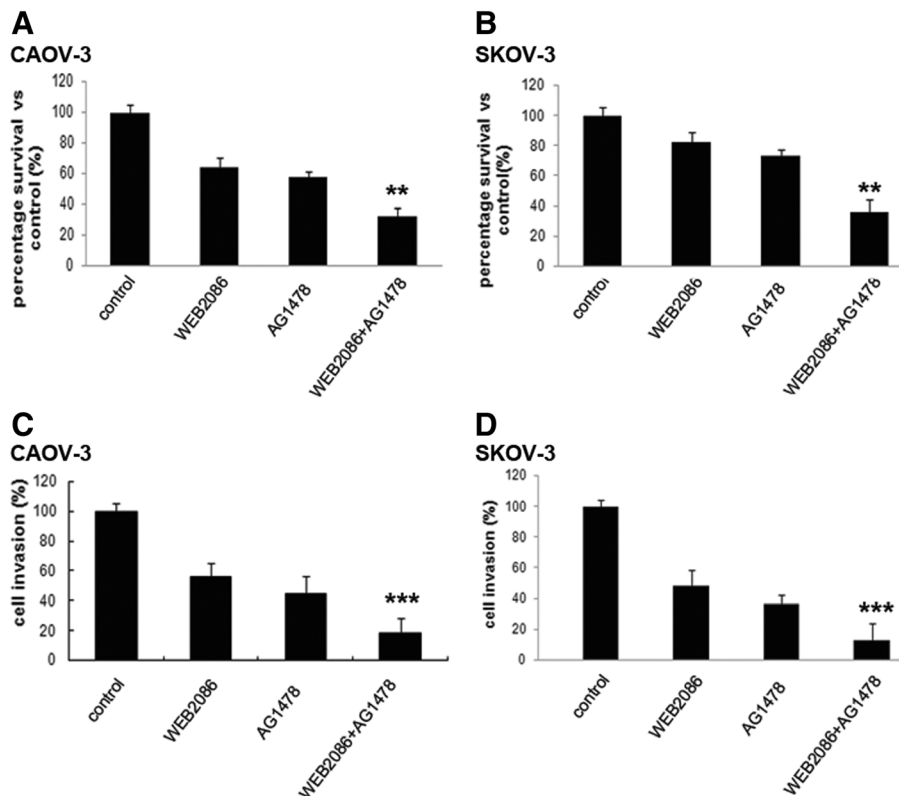 A
CAOV-3
percentage survival vs
control (%)
120
100
80
60
40
20
0
**
control
WEB2086
AG1478
WEB2086+AG1478
B
SKOV-3
percentage survival vs
control(%)
120
100
80
60
40
20
0
**
control
WEB2086
AG1478
WEB2086+AG1478
C
CAOV-3
cell invasion (%)
120
100
80
60
40
20
0
***
control
WEB2086
AG1478
WEB2086+AG1478
D
SKOV-3
cell invasion (%)
120
100
80
60
40
20
0
***
control
WEB2086
AG1478
WEB2086+AG1478